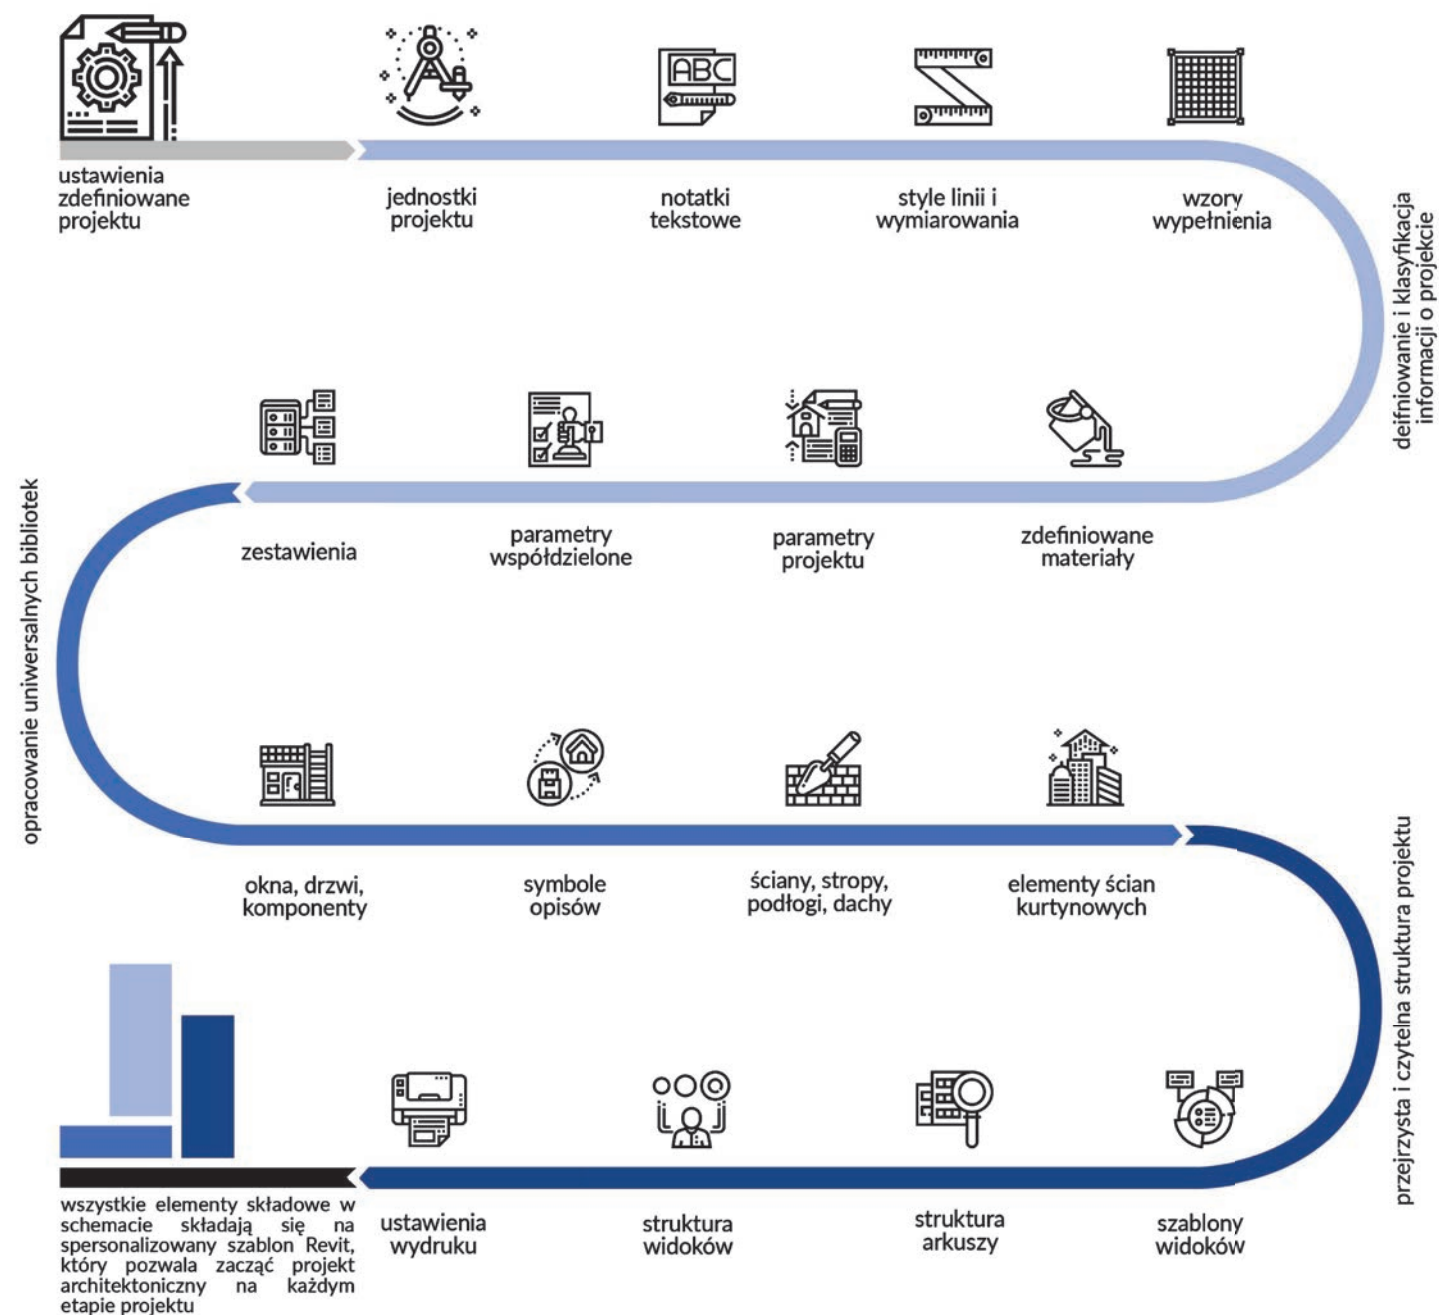 ABC
ustawienia
zdefiniowane
projektu
jednostki
projektu
notatki
tekstowe
style linii i
wymiarowania
wzory
wypełnienia
deifniowanie i klasyfikacja
informacji o projekcie
zestawienia
parametry
współdzielone
parametry
projektu
zdefiniowane
materiały
opracowanie uniwersalnych bibliotek
okna, drzwi,
komponenty
symbole
opisów
ściany, stropy,
podłogi, dachy
elementy ścian
kurtynowych
przejrzysta i czytelna struktura projektu
wszystkie elementy składowe w
schemacie składają się na
spersonalizowany szablon Revit,
który pozwala zacząć projekt
architektoniczny na każdym
etapie projektu
ustawienia
wydruku
struktura
widoków
struktura
arkuszy
szablony
widoków